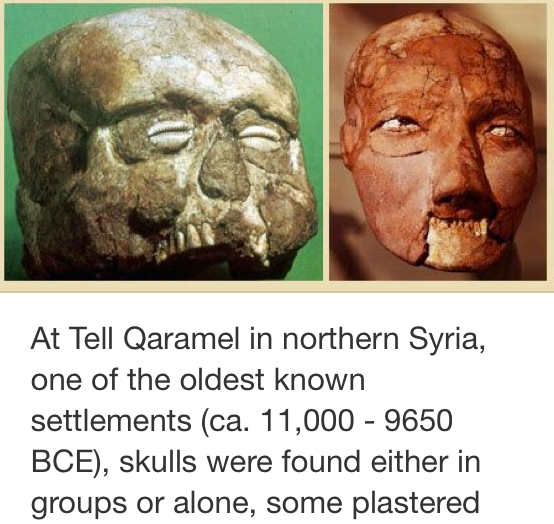 At Tell Qaramel in northern Syria,
one of the oldest known
settlements (ca. 11,000 - 9650
BCE), skulls were found either in
groups or alone, some plastered